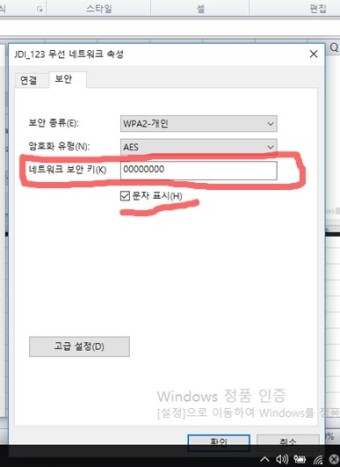 스타일
셀
편집
JDI_123 무선 네트워크 속성
연결
보안
보안 종류(E):
WPA2-개인
암호화 유형(N):
AES
네트워크 보안 키(K)
00000000
문자 표시(H)
고급 설정(D)
Windows 정품 인증
[설정]으로 이동하여 Windows를 정품
확인
취소